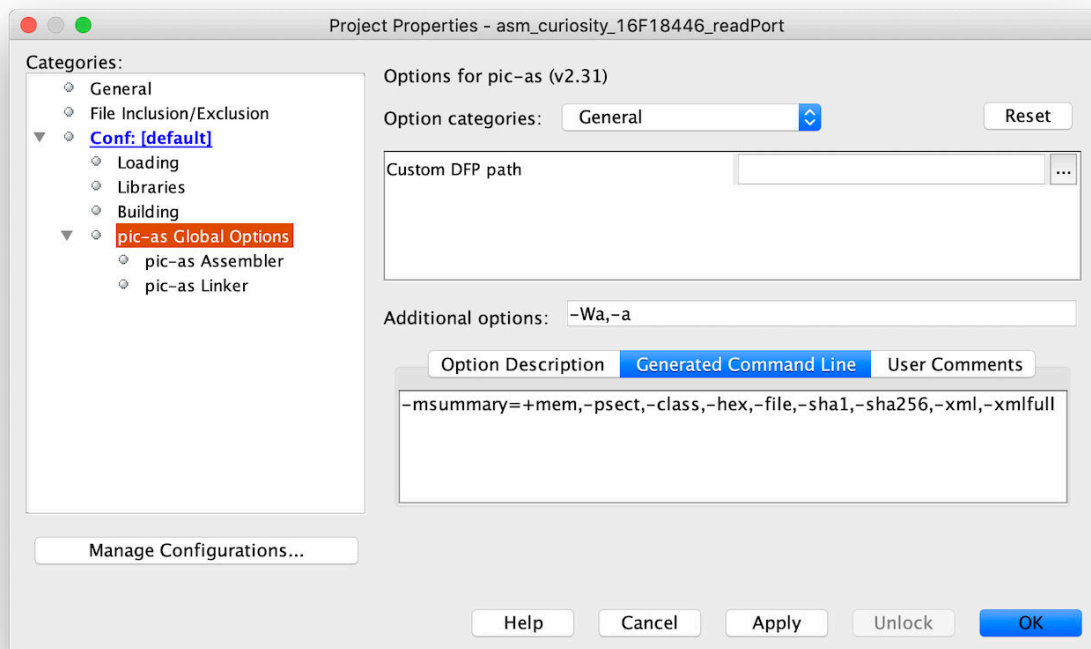 Project Properties - asm_curiosity_16F18446_readPort
Categories:
General
File Inclusion/Exclusion
Conf: [default]
Loading
Libraries
Building
pic-as Global Options
pic-as Assembler
pic-as Linker
Manage Configurations...
Options for pic-as (v2.31)
Option categories: General Reset
Custom DFP path ...
Additional options: -Wa,-a
Option Description Generated Command Line User Comments
-msummary=+mem,-psect,-class,-hex,-file,-sha1,-sha256,-xml,-xmlfull
Help Cancel Apply Unlock OK